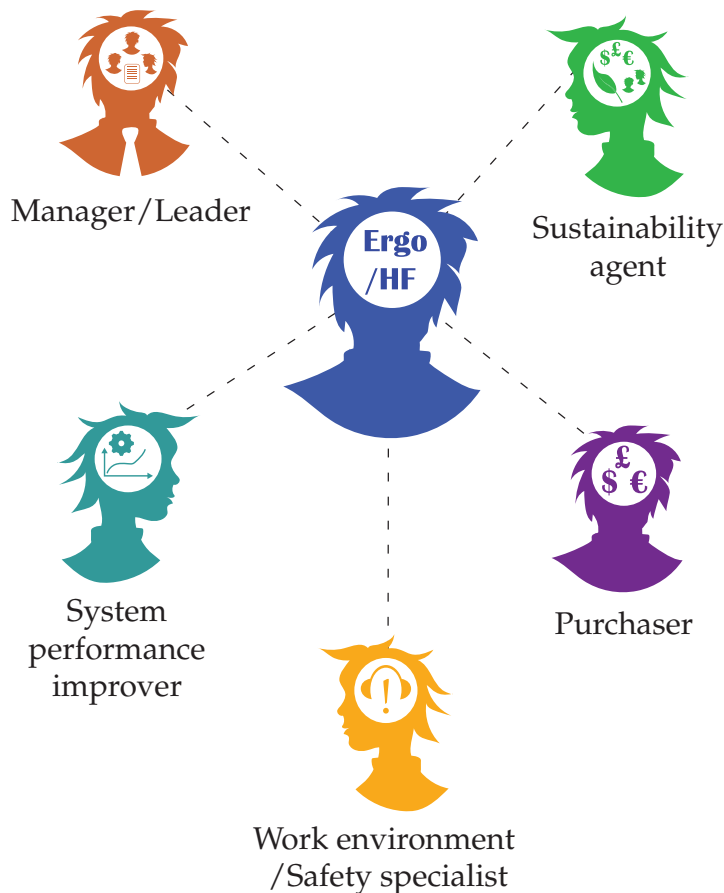 Manager/Leader
$ £ €
Sustainability
agent
Ergo
/HF
System
performance
improver
£
$ €
Purchaser
!
Work environment
/Safety specialist